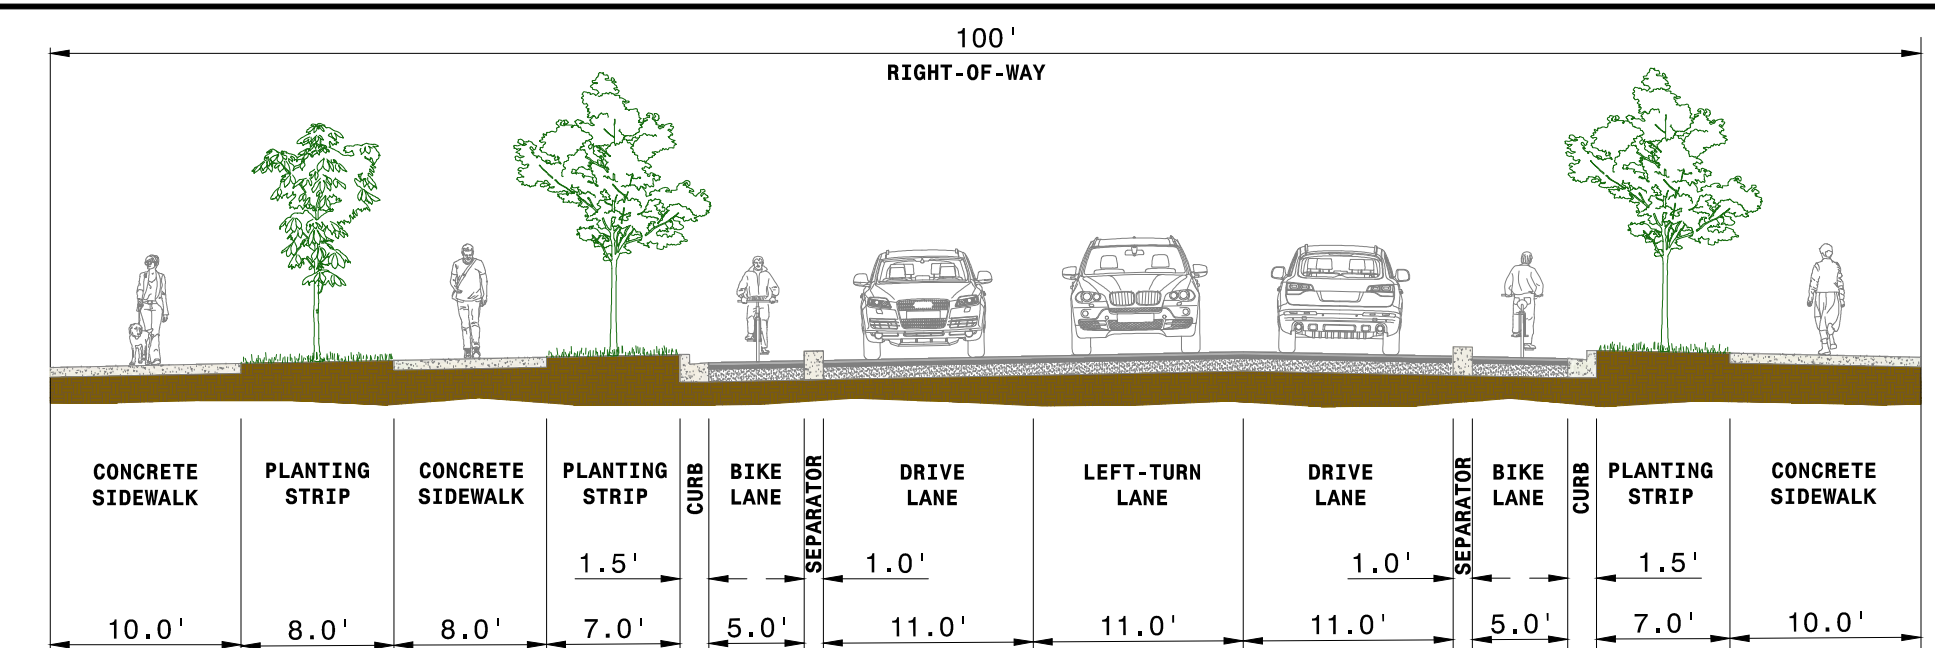 100'
RIGHT-OF-WAY
CONCRETE
SIDEWALK
PLANTING
STRIP
CONCRETE
SIDEWALK
PLANTING
STRIP
CURB
BIKE
LANE
SEPARATOR
DRIVE
LANE
LEFT-TURN
LANE
DRIVE
LANE
SEPARATOR
BIKE
LANE
CURB
PLANTING
STRIP
CONCRETE
SIDEWALK
1.5'
1.0'
1.0'
1.5'
10.0'
8.0'
8.0'
7.0'
5.0'
11.0'
11.0'
11.0'
5.0'
7.0'
10.0'